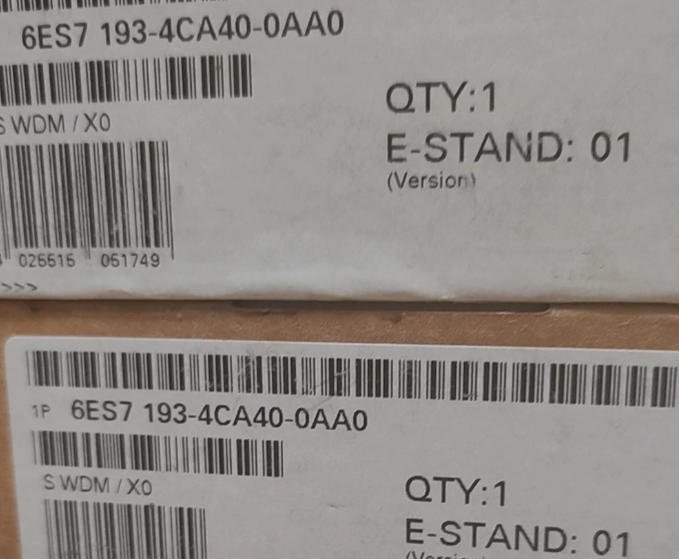 6ES7 193-4CA40-0AA0
QTY:1
S WDM / X0
E-STAND: 01
(Version)
025515 051749
>>>
1P 6ES7 193-4CA40-0AA0
S WDM / X0
QTY:1
E-STAND: 01